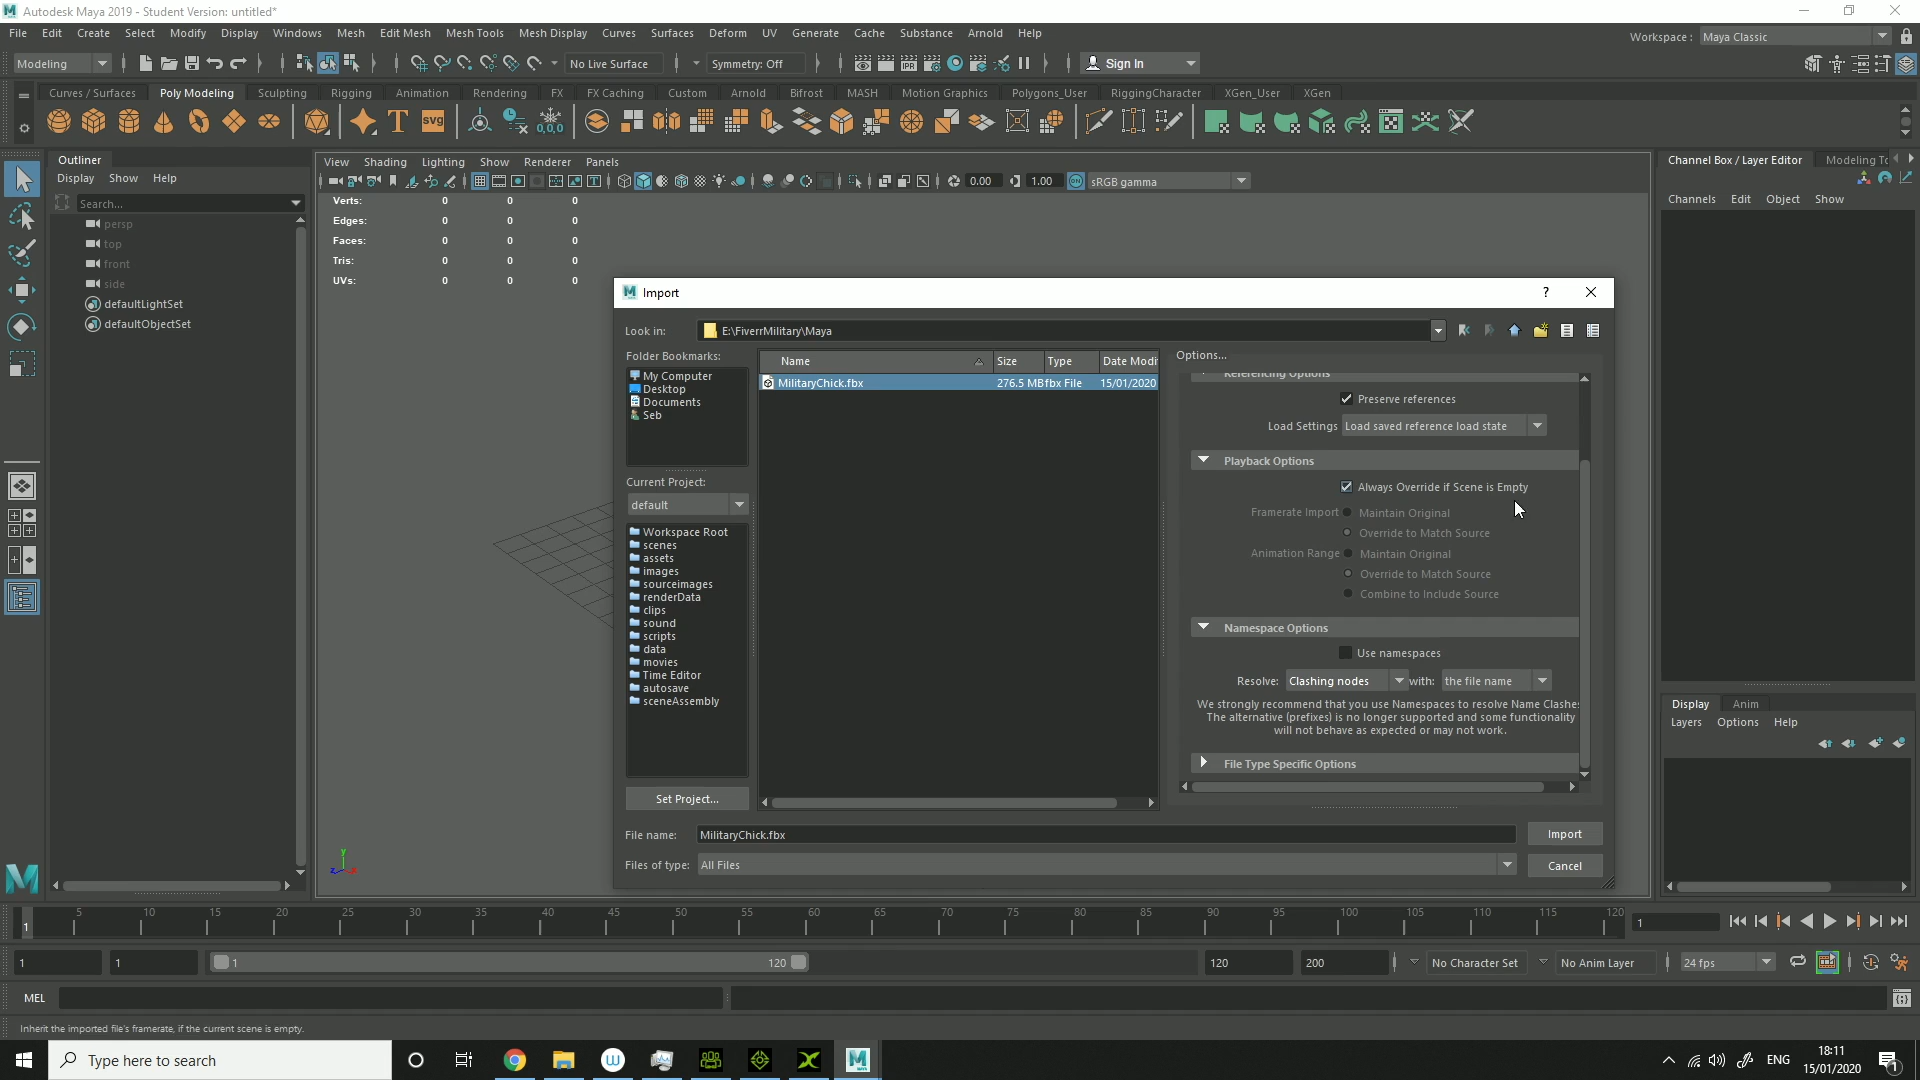 Autodesk Maya 2019 - Student Version: untitled*
File Edit Create Select Modify Display Windows Mesh Edit Mesh Mesh Tools Mesh Display Curves Surfaces Deform UV Generate Cache Substance Arnold Help
Workspace : Maya Classic
Modeling No Live Surface Symmetry: Off Sign In
Curves / Surfaces Poly Modeling Sculpting Rigging Animation Rendering FX FX Caching Custom Arnold Bifrost MASH Motion Graphics Polygons_User RiggingCharacter XGen_User XGen
IPR
T svg 0,0,0
Outliner
Display Show Help
Search...
persp
top
front
side
defaultLightSet
defaultObjectSet
View Shading Lighting Show Renderer Panels
0.00 1.00 sRGB gamma
Verts: 0 0 0
Edges: 0 0 0
Faces: 0 0 0
Tris: 0 0 0
UVs: 0 0 0
Channel Box / Layer Editor Modeling To
Channels Edit Object Show
Import
?
Look in: E:\FiverrMilitary\Maya
Folder Bookmarks:
My Computer
Desktop
Documents
Seb
Current Project:
default
Workspace Root
scenes
assets
images
sourceimages
renderData
clips
sound
scripts
data
movies
Time Editor
autosave
sceneAssembly
Set Project...
Name Size Type Date Modi
MilitaryChick.fbx 276.5 MB fbx File 15/01/2020
Options...
Referencing Options
Preserve references
Load Settings Load saved reference load state
Playback Options
Always Override if Scene is Empty
Framerate Import Maintain Original
Override to Match Source
Animation Range Maintain Original
Override to Match Source
Combine to Include Source
Namespace Options
Use namespaces
Resolve: Clashing nodes with: the file name
We strongly recommend that you use Namespaces to resolve Name Clashes
The alternative (prefixes) is no longer supported and some functionality
will not behave as expected or may not work.
File Type Specific Options
File name: MilitaryChick.fbx Import
Files of type: All Files Cancel
y
z x
Display Anim
Layers Options Help
1 5 10 15 20 25 30 35 40 45 50 55 60 65 70 75 80 85 90 95 100 105 110 115 120 1
1 1 1 120 120 200 No Character Set No Anim Layer 24 fps
MEL
Inherit the imported file's framerate, if the current scene is empty.
Type here to search
ENG
18:11
15/01/2020
1